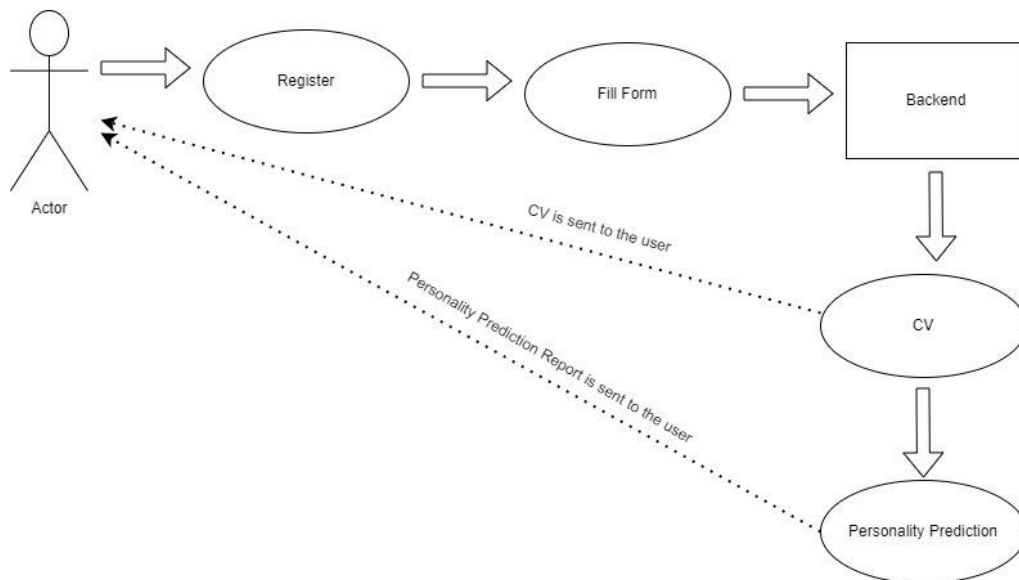 Register
Fill Form
Backend
Actor
CV is sent to the user
Personality Prediction Report is sent to the user
CV
Personality Prediction